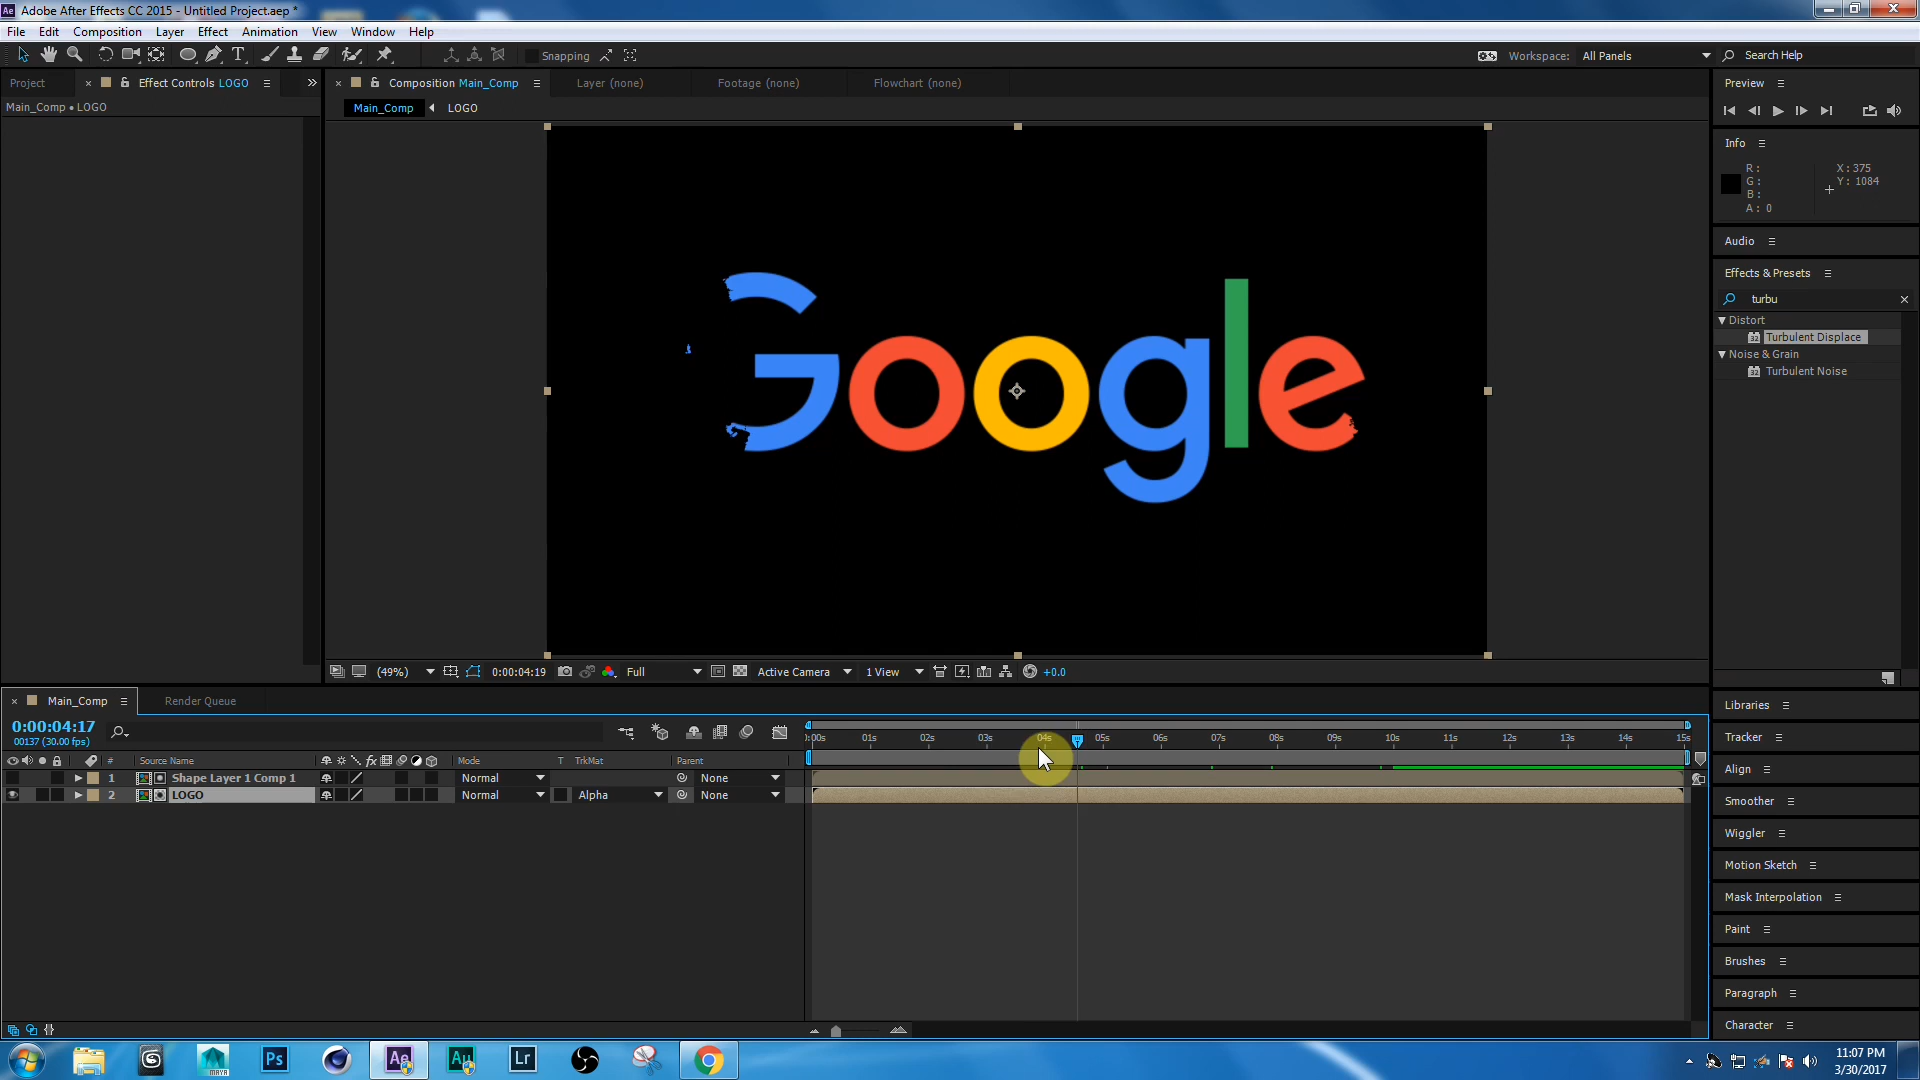 Adobe After Effects CC 2015 - Untitled Project.aep *
File Edit Composition Layer Effect Animation View Window Help
Snapping
Workspace: All Panels
Search Help
Project
Effect Controls LOGO
Composition Main_Comp
Layer (none)
Footage (none)
Flowchart (none)
Preview
Main_Comp • LOGO
Main_Comp
LOGO
Info
R :
G :
B :
A : 0
X : 375
Y : 1084
Audio
Effects & Presets
turbu
Distort
Turbulent Displace
Noise & Grain
Turbulent Noise
Google
(49%)
0:00:04:19
Full
Active Camera
1 View
+0.0
Main_Comp
Render Queue
0:00:04:17
00137 (30.00 fps)
):00s 01s 02s 03s 04s 05s 06s 07s 08s 09s 10s 11s 12s 13s 14s 15s
# Source Name Mode T TrkMat Parent
1 Shape Layer 1 Comp 1 Normal None
2 LOGO Normal Alpha None
Libraries
Tracker
Align
Smoother
Wiggler
Motion Sketch
Mask Interpolation
Paint
Brushes
Paragraph
Character
Ps
Ae
Au
Lr
MAYA
11:07 PM
3/30/2017